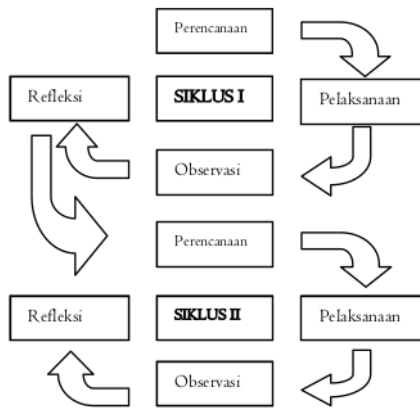 Perencanaan
Refleksi
SIKLUS I
Pelaksanaan
Observasi
Perencanaan
Refleksi
SIKLUS II
Pelaksanaan
Observasi